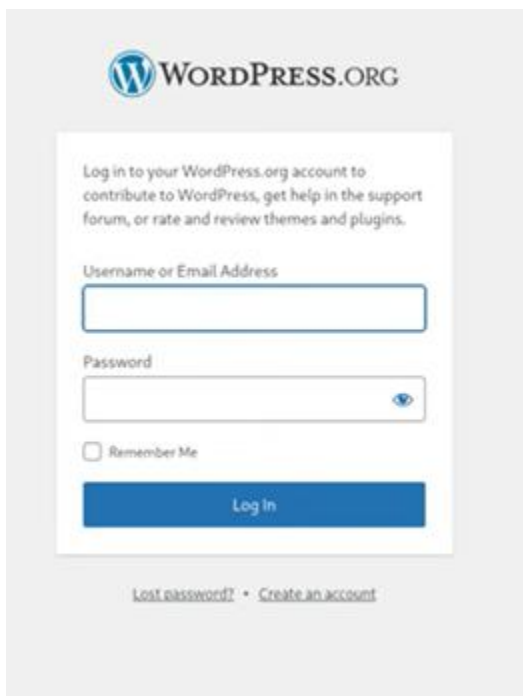 WORDPRESS.ORG
Log in to your WordPress.org account to
contribute to WordPress, get help in the support
forum, or rate and review themes and plugins.
Username or Email Address
Password
Remember Me
Log In
Lost password? • Create an account